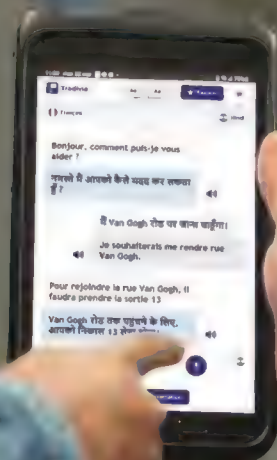 Tradivia
Français
Hindi
Bonjour, comment puis-je vous
aider ?
नमस्ते मैं आपकी कैसे मदद कर सकता
हूँ ?
मैं Van Gogh रोड पर जाना चाहूँगा।
Je souhaiterais me rendre rue
Van Gogh.
Pour rejoindre la rue Van Gogh, il
faudra prendre la sortie 13
Van Gogh रोड तक पहुंचने के लिए,
आपको निकास 13 लेना